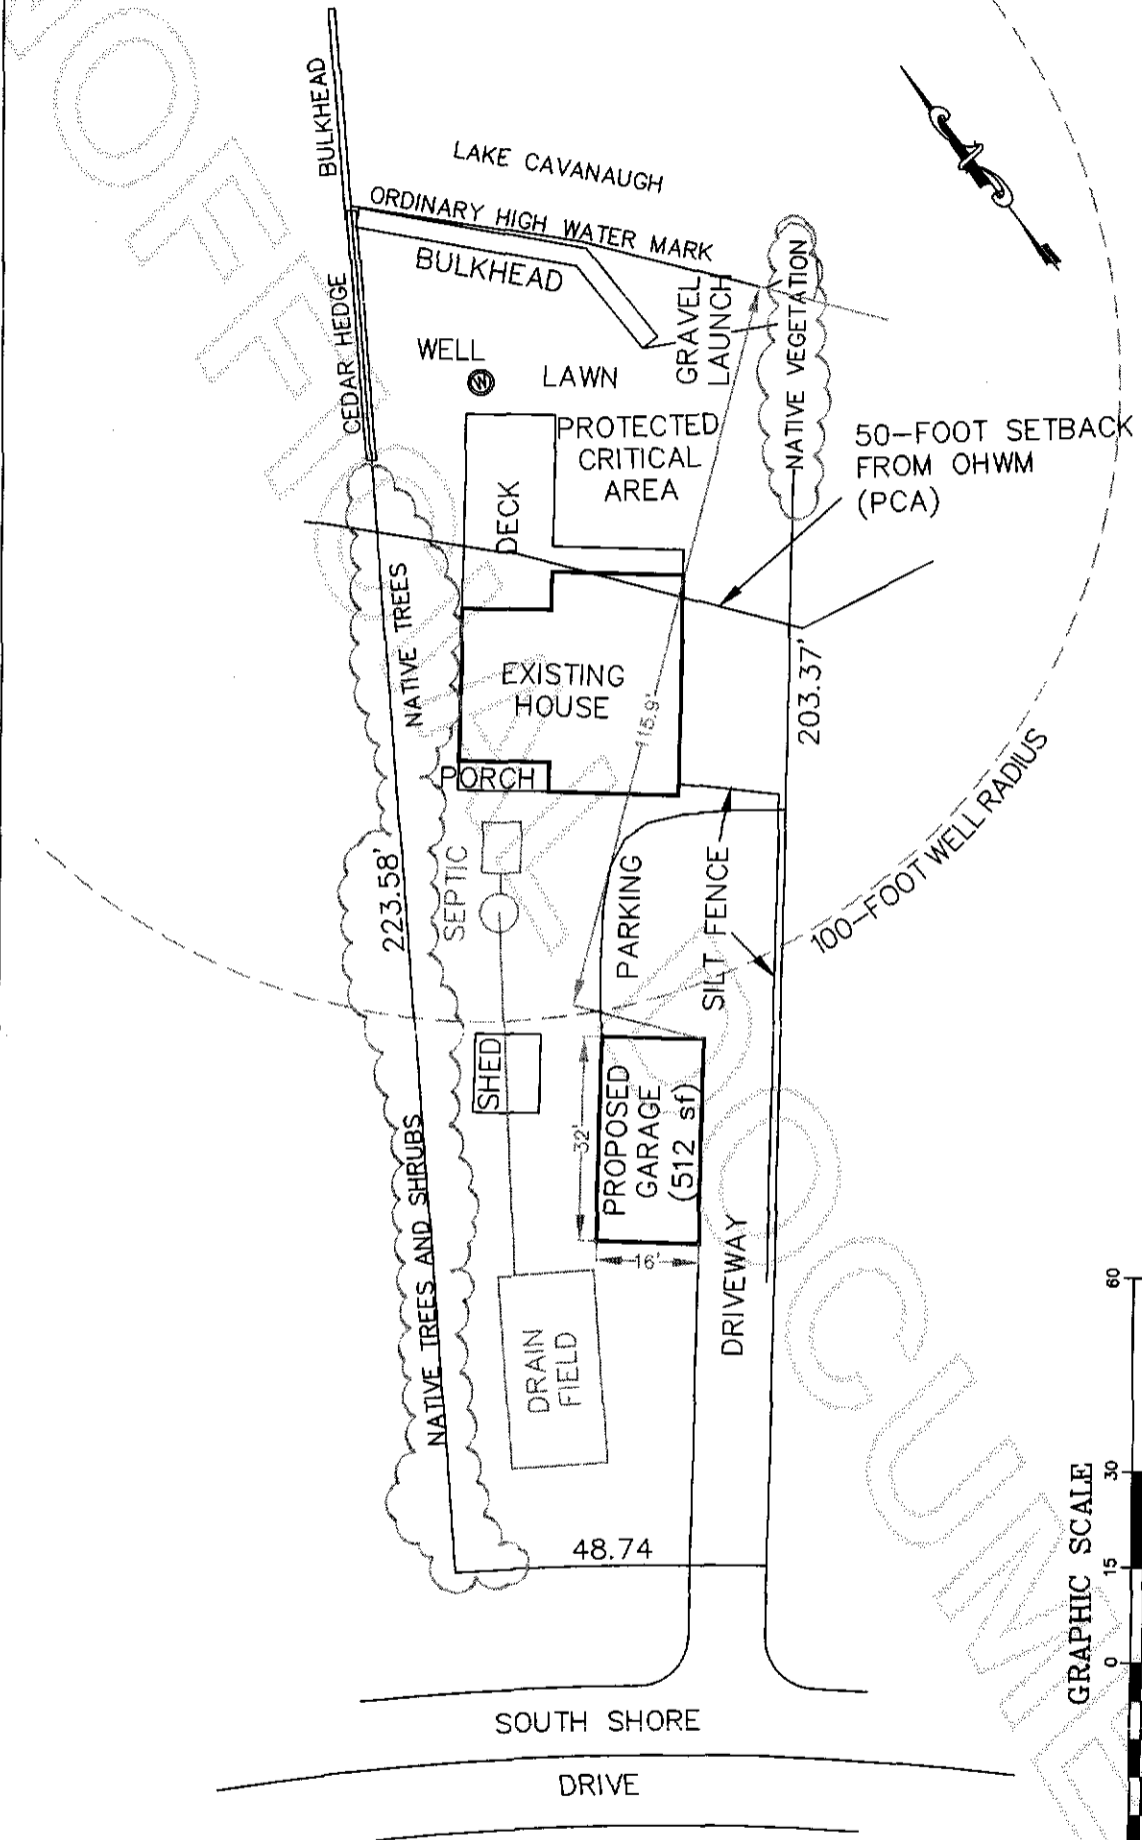 BULKHEAD
LAKE CAVANAUGH
ORDINARY HIGH WATER MARK
BULKHEAD
CEDAR HEDGE
GRAVEL
LAUNCH
NATIVE VEGETATION
WELL
W
LAWN
PROTECTED
CRITICAL
AREA
50-FOOT SETBACK
FROM OHWM
(PCA)
DECK
NATIVE TREES
EXISTING
HOUSE
115.9'
203.37'
PORCH
100-FOOT WELL RADIUS
223.58'
SEPTIC
PARKING
SILT FENCE
SHED
32'
PROPOSED
GARAGE
(512 sf)
16'
NATIVE TREES AND SHRUBS
DRIVEWAY
DRAIN
FIELD
48.74
SOUTH SHORE
DRIVE
GRAPHIC SCALE
0 15 30 60